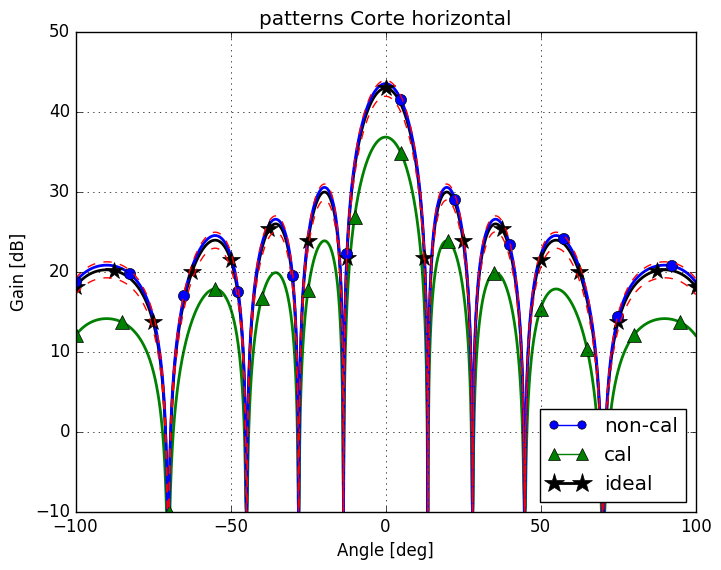 patterns Corte horizontal
50
40
30
20
10
0
−10
Gain [dB]
−100
−50
0
50
100
Angle [deg]
non-cal
cal
ideal